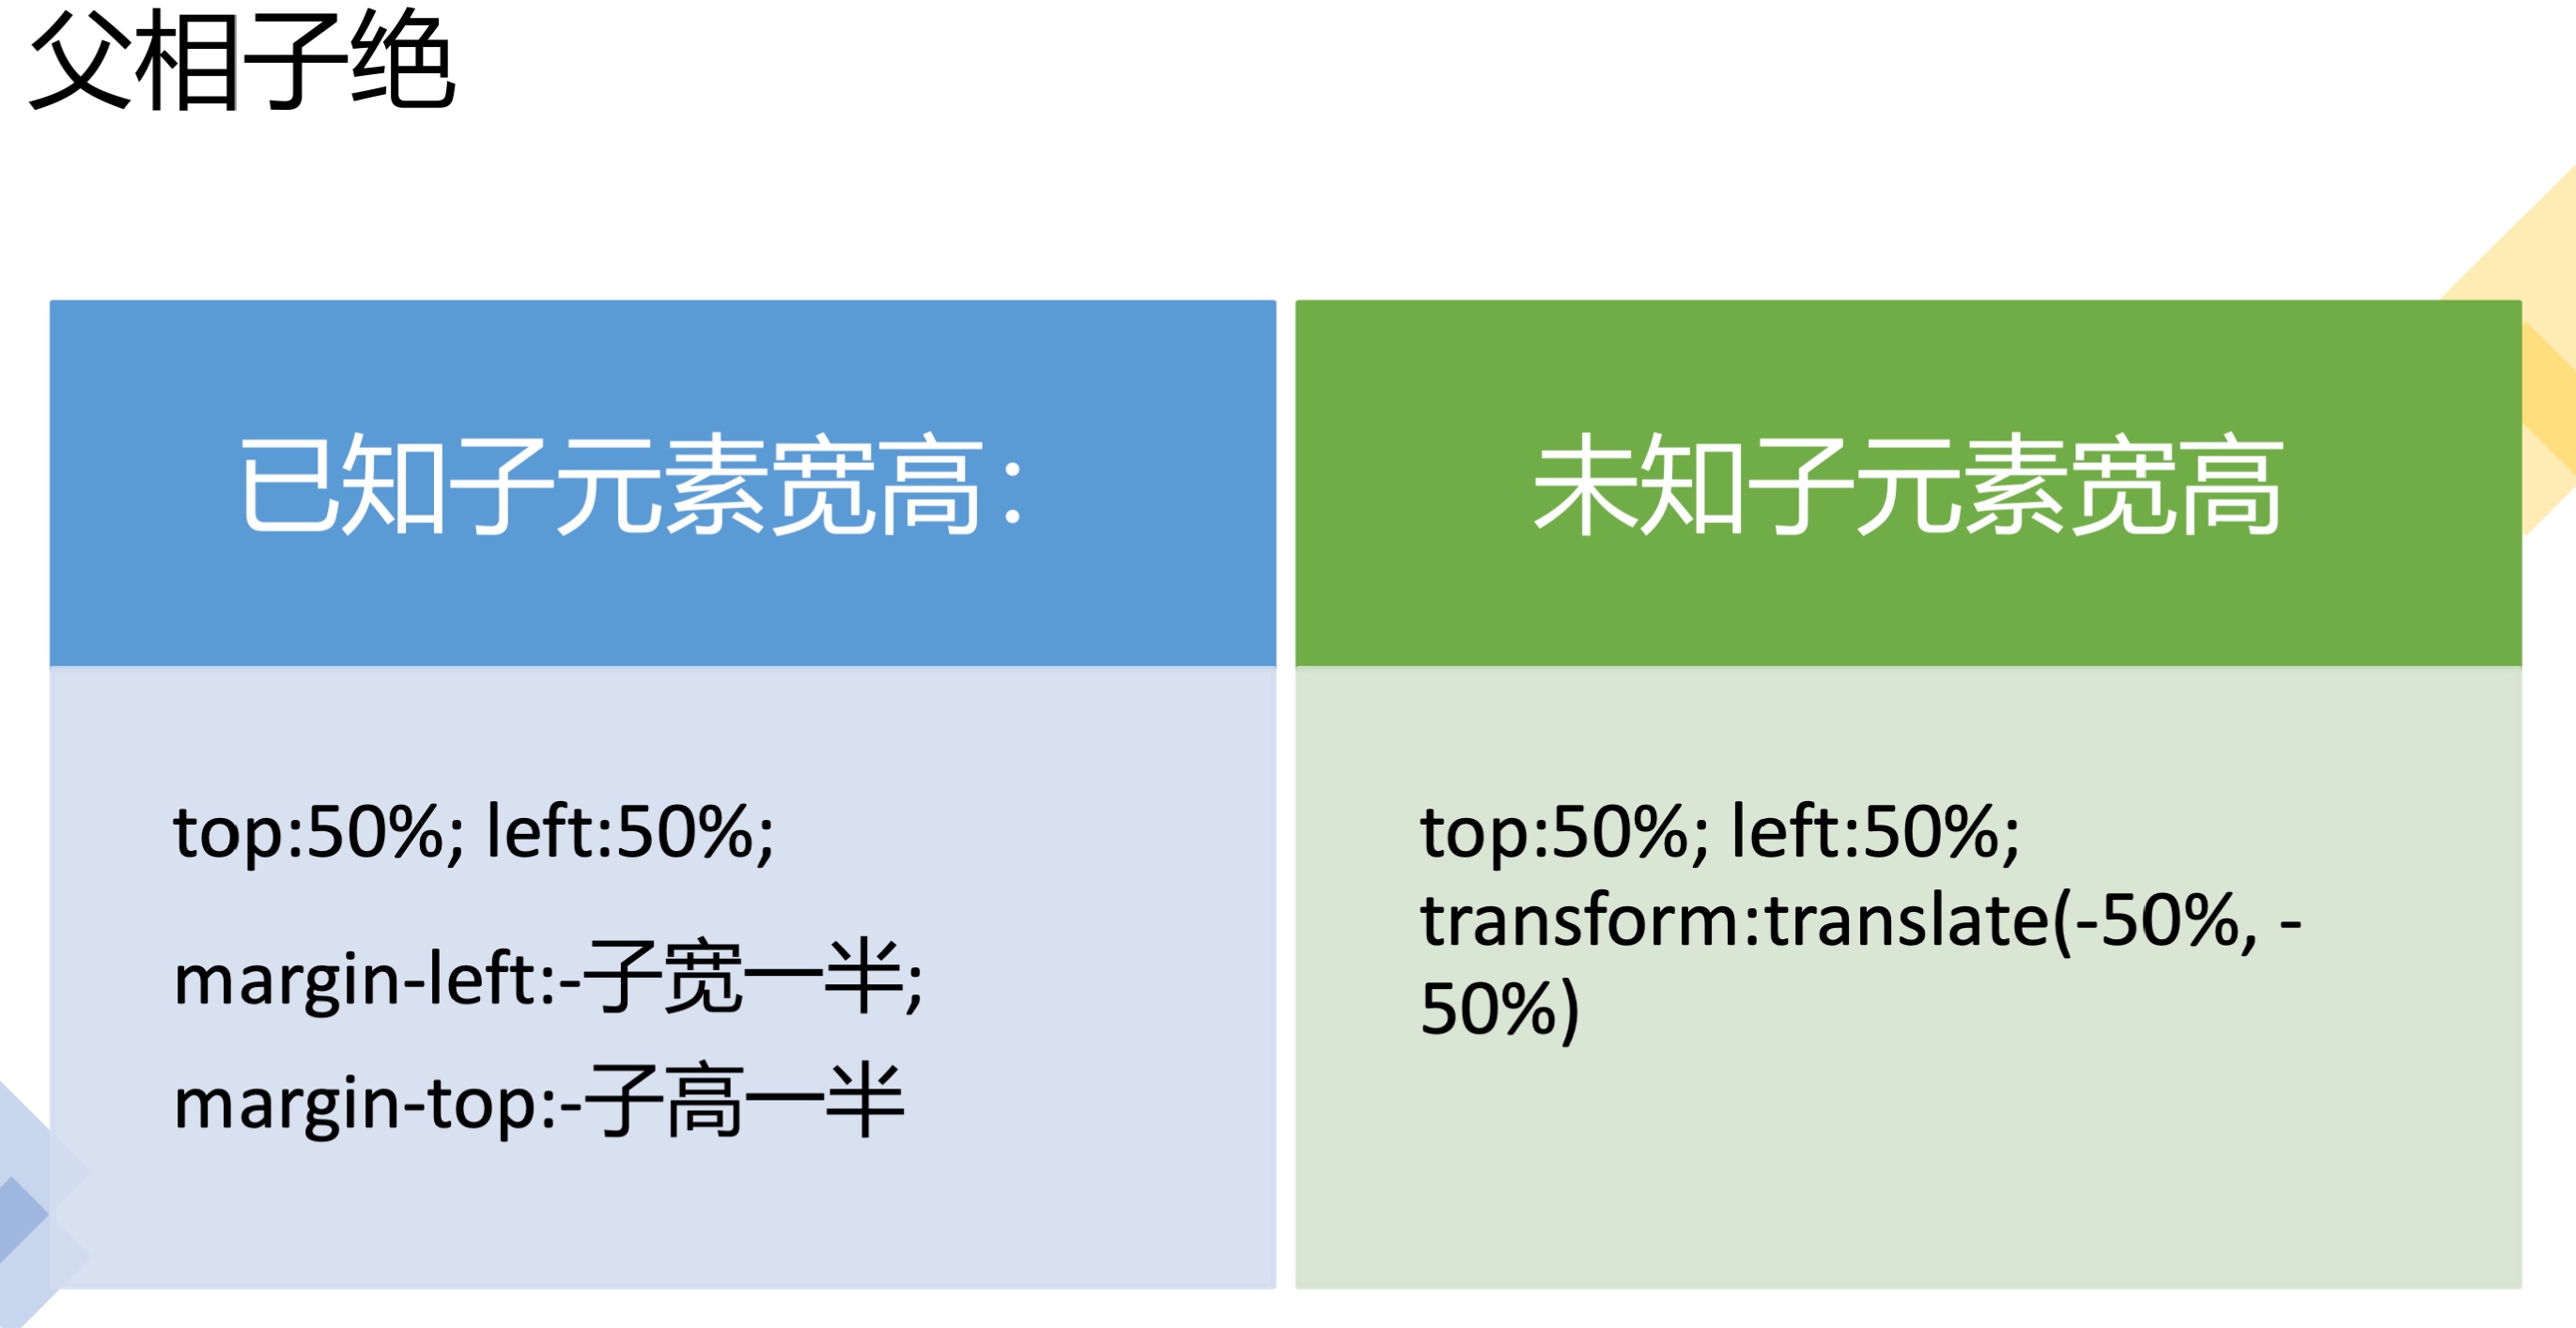 父相子绝
已知子元素宽高：
top:50%; left:50%;
margin-left:-子宽一半;
margin-top:-子高一半
未知子元素宽高
top:50%; left:50%;
transform:translate(-50%, -
50%)